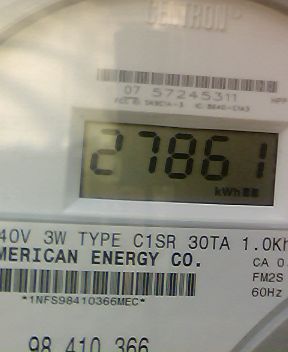 CENTRON
07 57245311
27861
kWh
40V 3W TYPE C1SR 30TA 1.0Kh
MERICAN ENERGY CO.
CA 0.
FM2S
60Hz
*1NFS98410366MEC*
98 410 366